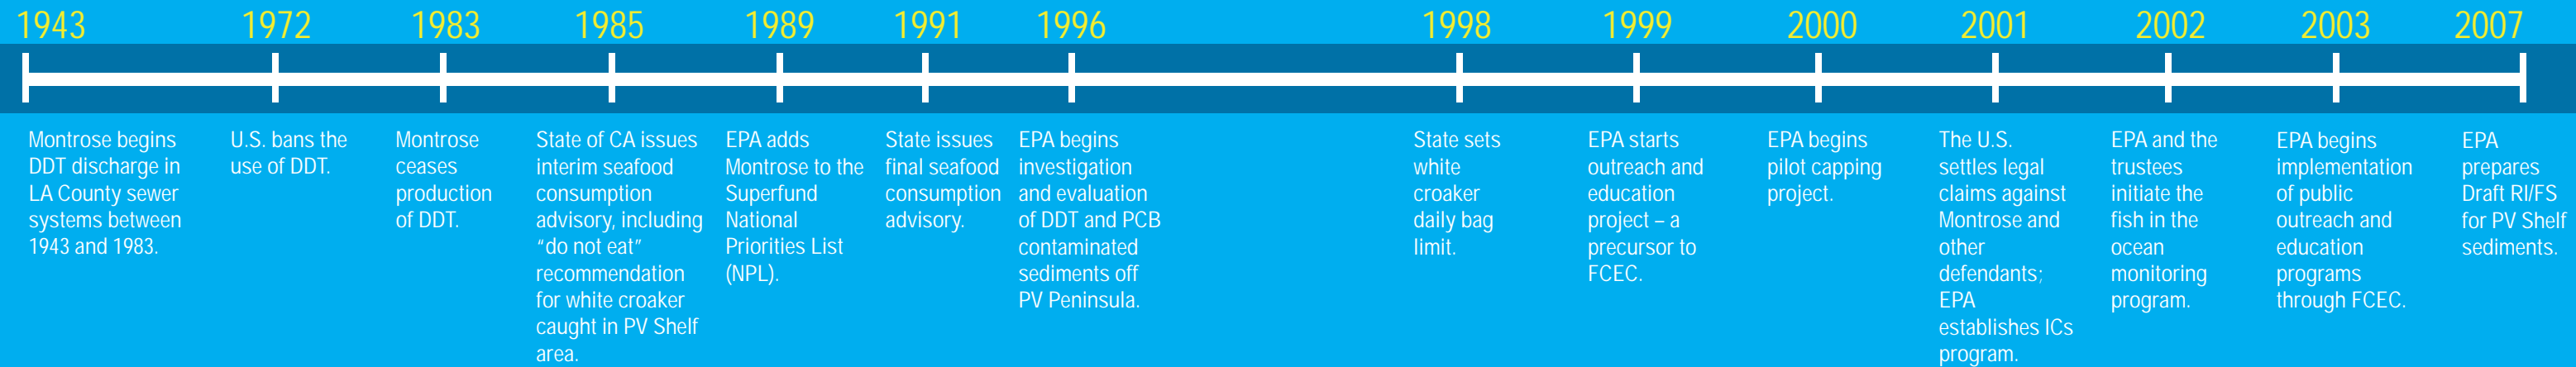 1943
Montrose begins
DDT discharge in
LA County sewer
systems between
1943 and 1983.
1972
U.S. bans the
use of DDT.
1983
Montrose
ceases
production
of DDT.
1985
State of CA issues
interim seafood
consumption
advisory, including
“do not eat”
recommendation
for white croaker
caught in PV Shelf
area.
1989
EPA adds
Montrose to the
Superfund
National
Priorities List
(NPL).
1991
State issues
final seafood
consumption
advisory.
1996
EPA begins
investigation
and evaluation
of DDT and PCB
contaminated
sediments off
PV Peninsula.
1998
State sets
white
croaker
daily bag
limit.
1999
EPA starts
outreach and
education
project – a
precursor to
FCEC.
2000
EPA begins
pilot capping
project.
2001
The U.S.
settles legal
claims against
Montrose and
other
defendants;
EPA
establishes ICs
program.
2002
EPA and the
trustees
initiate the
fish in the
ocean
monitoring
program.
2003
EPA begins
implementation
of public
outreach and
education
programs
through FCEC.
2007
EPA
prepares
Draft RI/FS
for PV Shelf
sediments.